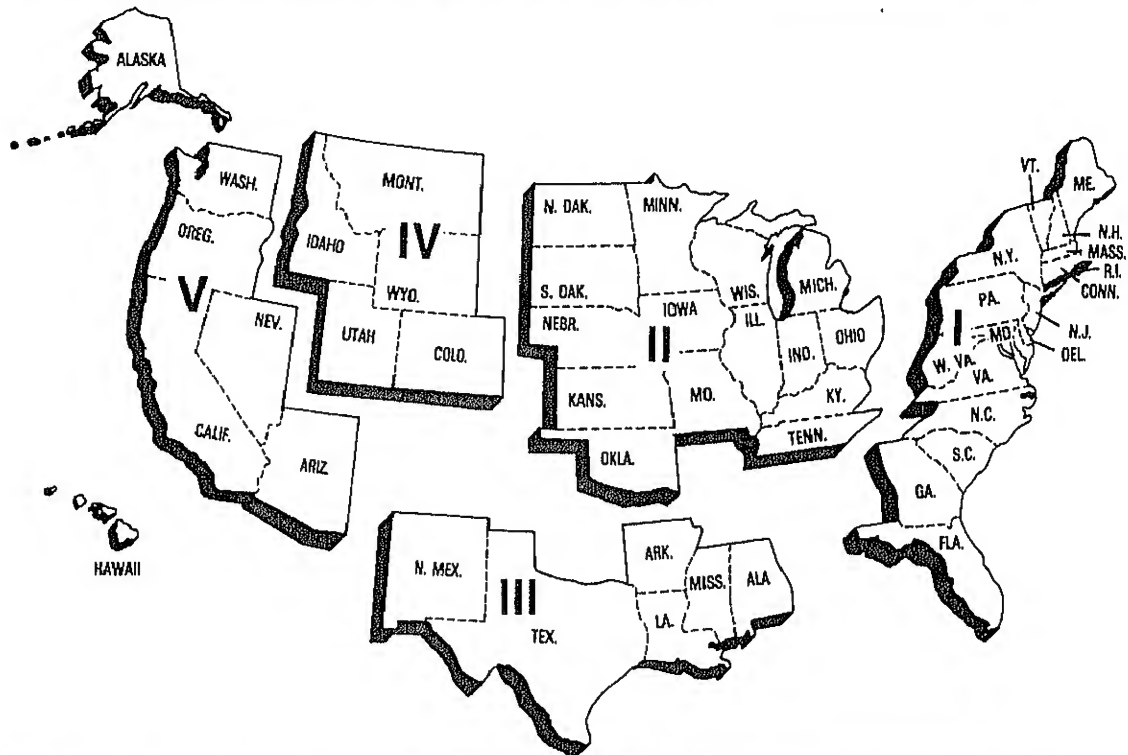 ALASKA
WASH.
OREG.
V
NEV.
CALIF.
ARIZ.
HAWAII
MONT.
IDAHO
IV
WYO.
UTAH
COLO.
N. DAK.
MINN.
S. DAK.
WIS.
MICH.
NEBR.
IOWA
ILL.
II
IND.
OHIO
KANS.
MO.
KY.
TENN.
OKLA.
N. MEX.
III
TEX.
ARK.
MISS.
ALA
LA.
VT.
ME.
N.H.
MASS.
N.Y.
R.I.
CONN.
PA.
I
N.J.
MD.
DEL.
W. VA.
VA.
N.C.
S.C.
GA.
FLA.